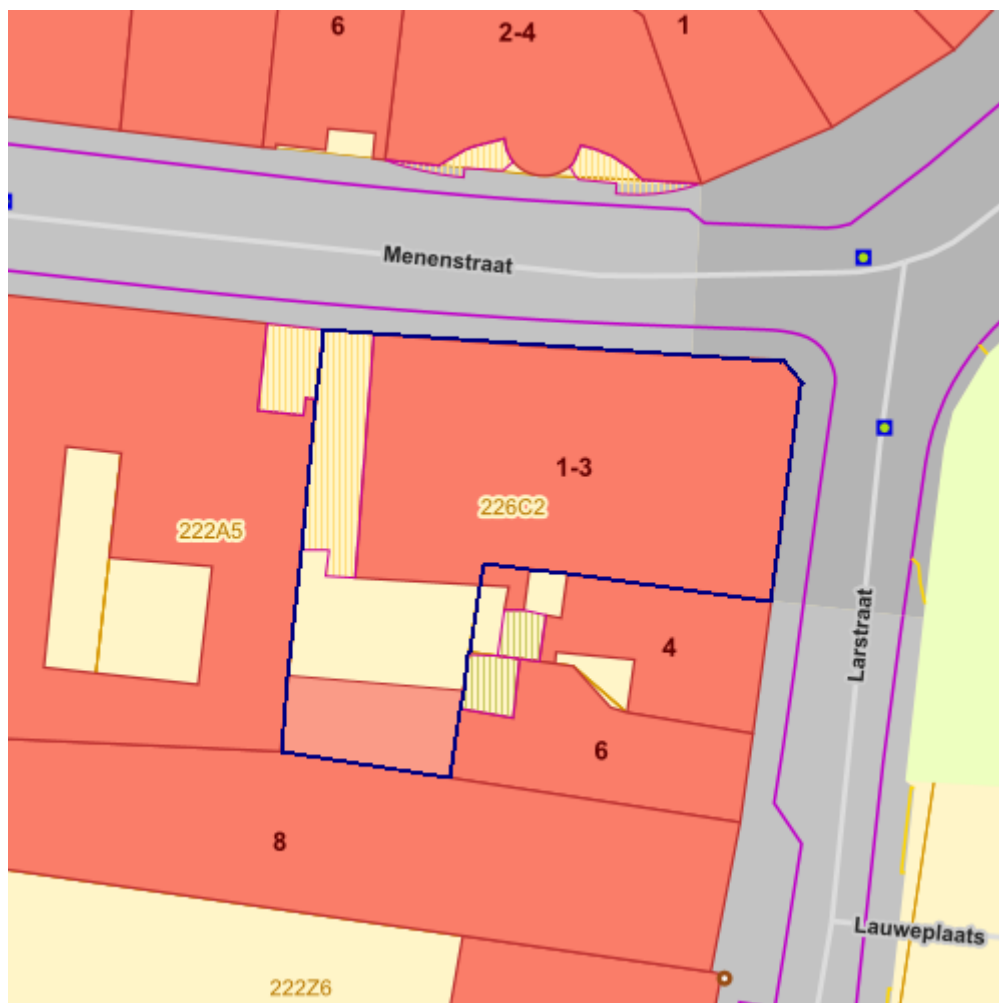 6
2-4
1
Menenstraat
1-3
226C2
222A5
4
Larstraat
6
8
Lauweplaats
222Z6